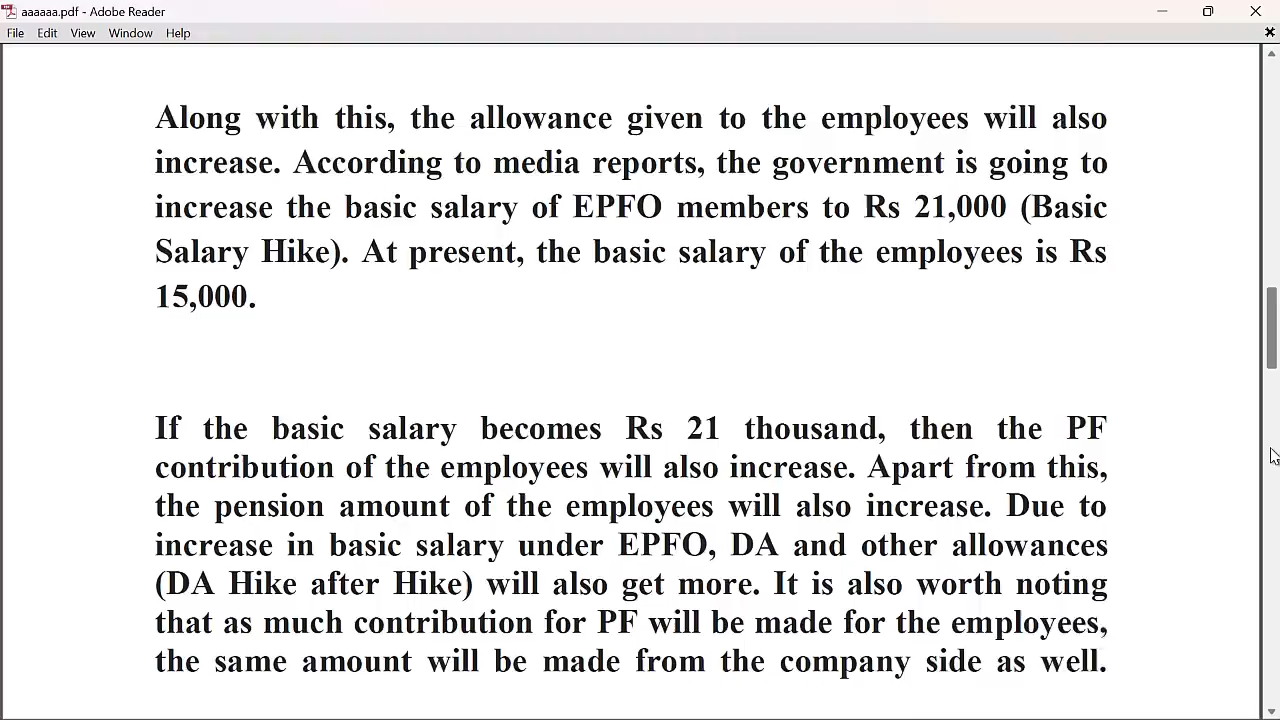 aaaaaa.pdf - Adobe Reader
File Edit View Window Help
Along with this, the allowance given to the employees will also
increase. According to media reports, the government is going to
increase the basic salary of EPFO members to Rs 21,000 (Basic
Salary Hike). At present, the basic salary of the employees is Rs
15,000.
If the basic salary becomes Rs 21 thousand, then the PF
contribution of the employees will also increase. Apart from this,
the pension amount of the employees will also increase. Due to
increase in basic salary under EPFO, DA and other allowances
(DA Hike after Hike) will also get more. It is also worth noting
that as much contribution for PF will be made for the employees,
the same amount will be made from the company side as well.